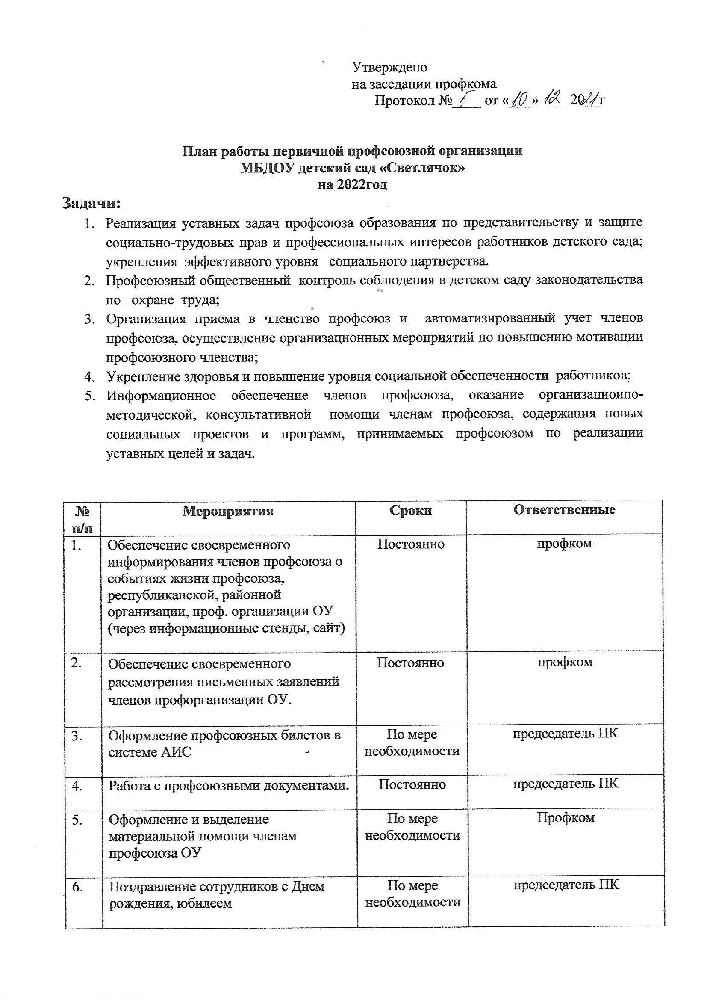 Утверждено
на заседании профкома
Протокол № 5 от «10» 12 2021г
План работы первичной профсоюзной организации
МБДОУ детский сад «Светлячок»
на 2022год
Задачи:
1. Реализация уставных задач профсоюза образования по представительству и защите
социально-трудовых прав и профессиональных интересов работников детского сада;
укрепления эффективного уровня социального партнерства.
2. Профсоюзный общественный контроль соблюдения в детском саду законодательства
по охране труда;
3. Организация приема в членство профсоюз и автоматизированный учет членов
профсоюза, осуществление организационных мероприятий по повышению мотивации
профсоюзного членства;
4. Укрепление здоровья и повышение уровня социальной обеспеченности работников;
5. Информационное обеспечение членов профсоюза, оказание организационно-
методической, консультативной помощи членам профсоюза, содержания новых
социальных проектов и программ, принимаемых профсоюзом по реализации
уставных целей и задач.
№ Мероприятия Сроки Ответственные
п/п
1. Обеспечение своевременного Постоянно профком
информирования членов профсоюза о
событиях жизни профсоюза,
республиканской, районной
организации, проф. организации ОУ
(через информационные стенды, сайт)
2. Обеспечение своевременного Постоянно профком
рассмотрения письменных заявлений
членов профорганизации ОУ.
3. Оформление профсоюзных билетов в По мере председатель ПК
системе АИС - необходимости
4. Работа с профсоюзными документами. Постоянно председатель ПК
5. Оформление и выделение По мере Профком
материальной помощи членам необходимости
профсоюза ОУ
6. Поздравление сотрудников с Днем По мере председатель ПК
рождения, юбилеем необходимости